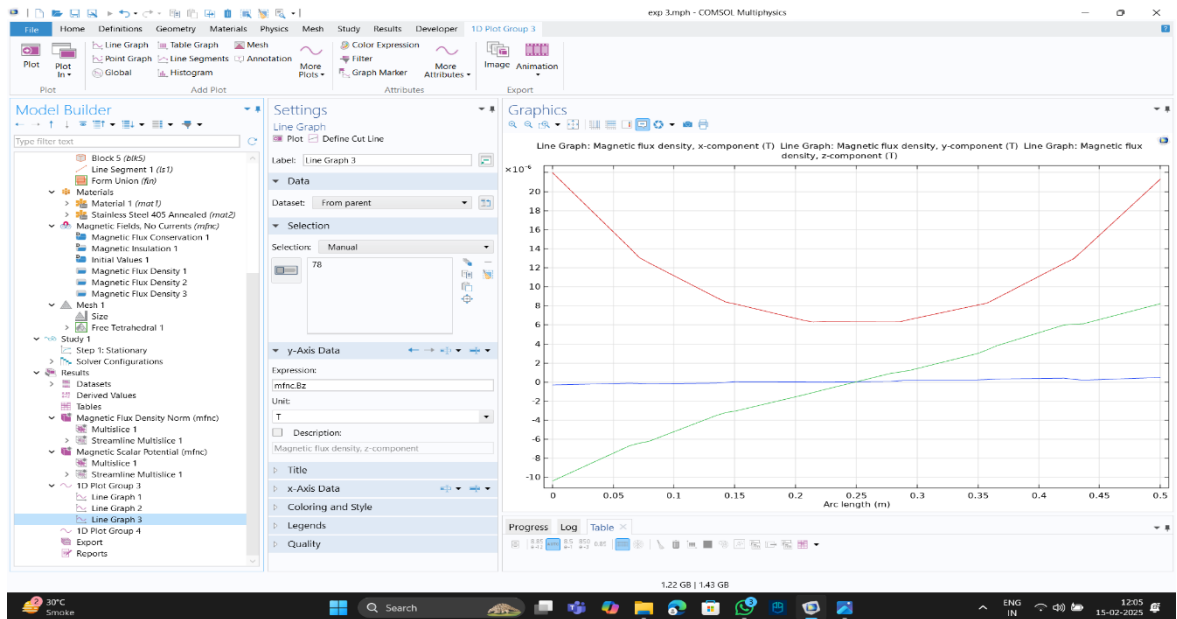 exp 3.mph - COMSOL Multiphysics
File Home Definitions Geometry Materials Physics Mesh Study Results Developer 1D Plot Group 3
Plot
Plot In
Line Graph Table Graph Mesh
Point Graph Line Segments Annotation
Global Histogram
More Plots
Color Expression
Filter
Graph Marker
More Attributes
Image Animation
Plot Add Plot Attributes Export
Model Builder
Type filter text
Block 5 (blk5)
Line Segment 1 (ls1)
Form Union (fin)
Materials
Material 1 (mat1)
Stainless Steel 405 Annealed (mat2)
Magnetic Fields, No Currents (mfnc)
Magnetic Flux Conservation 1
Magnetic Insulation 1
Initial Values 1
Magnetic Flux Density 1
Magnetic Flux Density 2
Magnetic Flux Density 3
Mesh 1
Size
Free Tetrahedral 1
Study 1
Step 1: Stationary
Solver Configurations
Results
Datasets
Derived Values
Tables
Magnetic Flux Density Norm (mfnc)
Multislice 1
Streamline Multislice 1
Magnetic Scalar Potential (mfnc)
Multislice 1
Streamline Multislice 1
1D Plot Group 3
Line Graph 1
Line Graph 2
Line Graph 3
1D Plot Group 4
Export
Reports
Settings
Line Graph
Plot Define Cut Line
Label: Line Graph 3
Data
Dataset: From parent
Selection
Selection: Manual
78
y-Axis Data
Expression:
mfnc.Bz
Unit:
T
Description:
Magnetic flux density, z-component
Title
x-Axis Data
Coloring and Style
Legends
Quality
Graphics
Line Graph: Magnetic flux density, x-component (T) Line Graph: Magnetic flux density, y-component (T) Line Graph: Magnetic flux
density, z-component (T)
×10⁻⁶
20
18
16
14
12
10
8
6
4
2
0
-2
-4
-6
-8
-10
0 0.05 0.1 0.15 0.2 0.25 0.3 0.35 0.4 0.45 0.5
Arc length (m)
Progress Log Table
1.22 GB | 1.43 GB
2
30°C
Smoke
Search
3
ENG
IN
12:05
15-02-2025